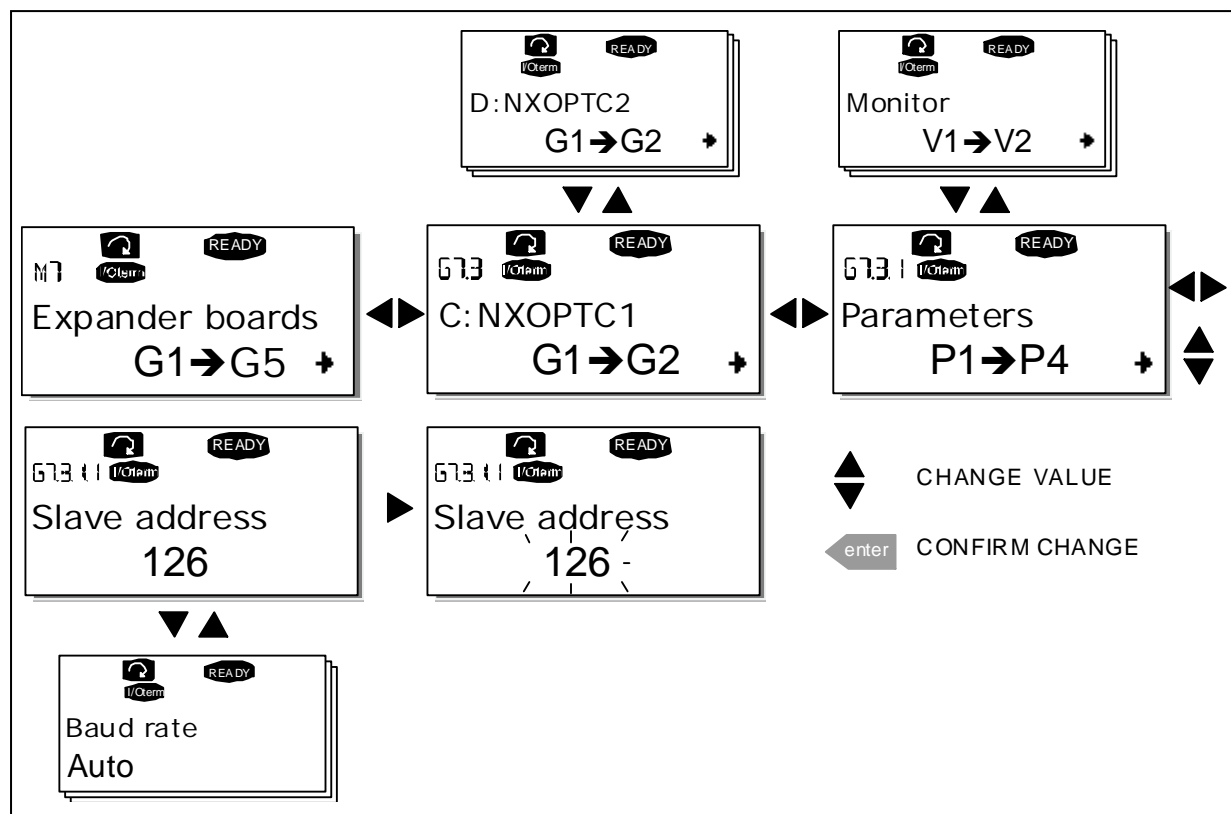 READY
I/Oterm
D:NXOPTC2
G1➔G2
READY
I/Oterm
Monitor
V1➔V2
READY
M7 I/Oterm
Expander boards
G1➔G5
READY
G7.3 I/Oterm
C:NXOPTC1
G1➔G2
READY
G7.3.1 I/Oterm
Parameters
P1➔P4
READY
G7.3.1.1 I/Oterm
Slave address
126
READY
G7.3.1.1 I/Oterm
Slave address
126
CHANGE VALUE
enter CONFIRM CHANGE
READY
I/Oterm
Baud rate
Auto